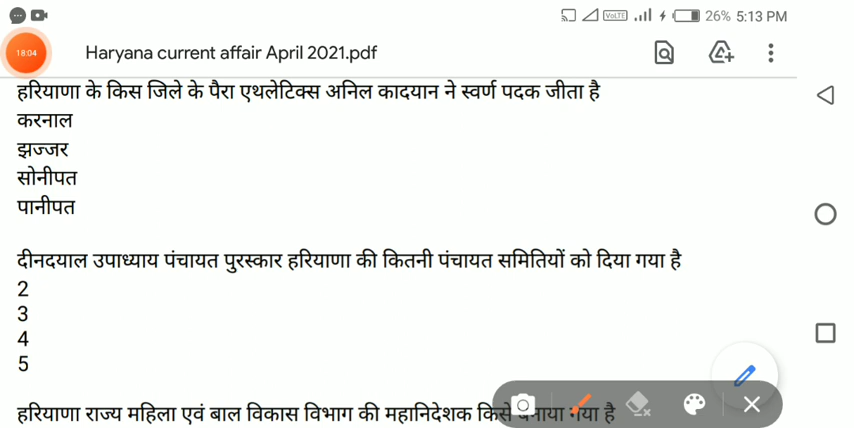 26% 5:13 PM
18:04
Haryana current affair April 2021.pdf
हरियाणा के किस जिले के पैरा एथलेटिक्स अनिल कादयान ने स्वर्ण पदक जीता है
करनाल
झज्जर
सोनीपत
पानीपत
दीनदयाल उपाध्याय पंचायत पुरस्कार हरियाणा की कितनी पंचायत समितियों को दिया गया है
2
3
4
5
हरियाणा राज्य महिला एवं बाल विकास विभाग की महानिदेशक किसे बनाया गया है